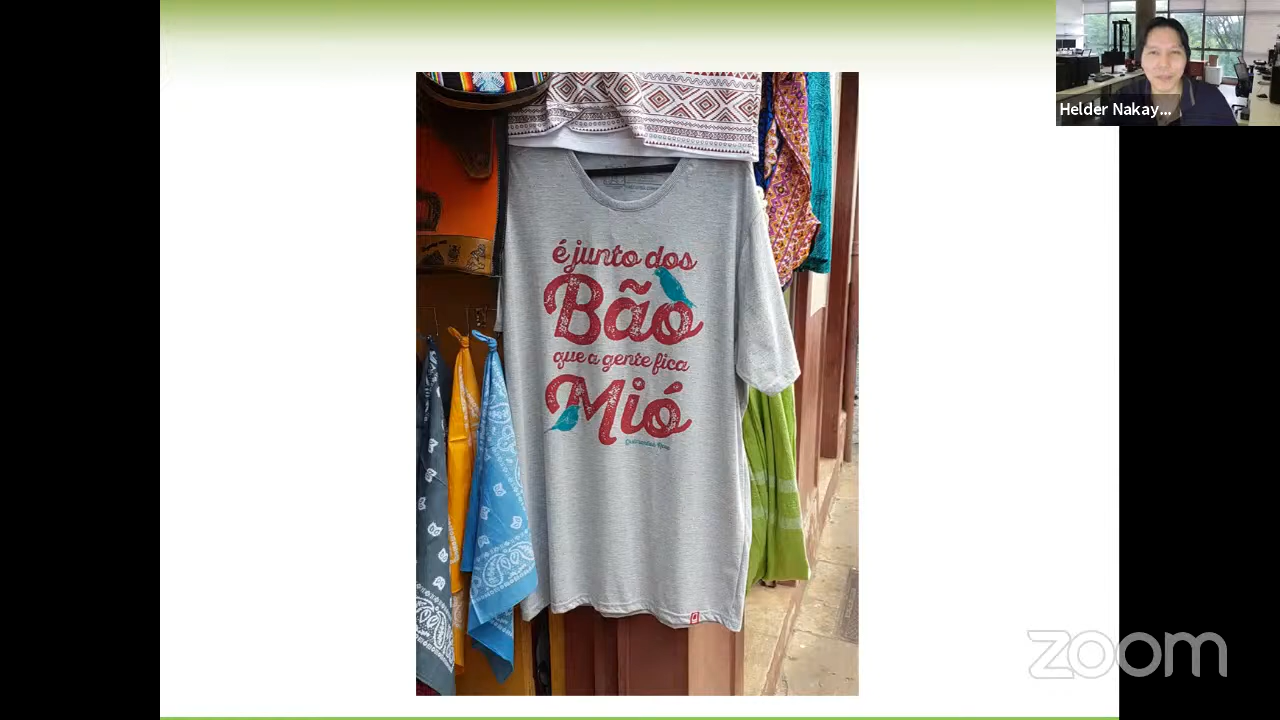 Helder Nakay...
é junto dos
Bão
que a gente fica
Mió
zoom